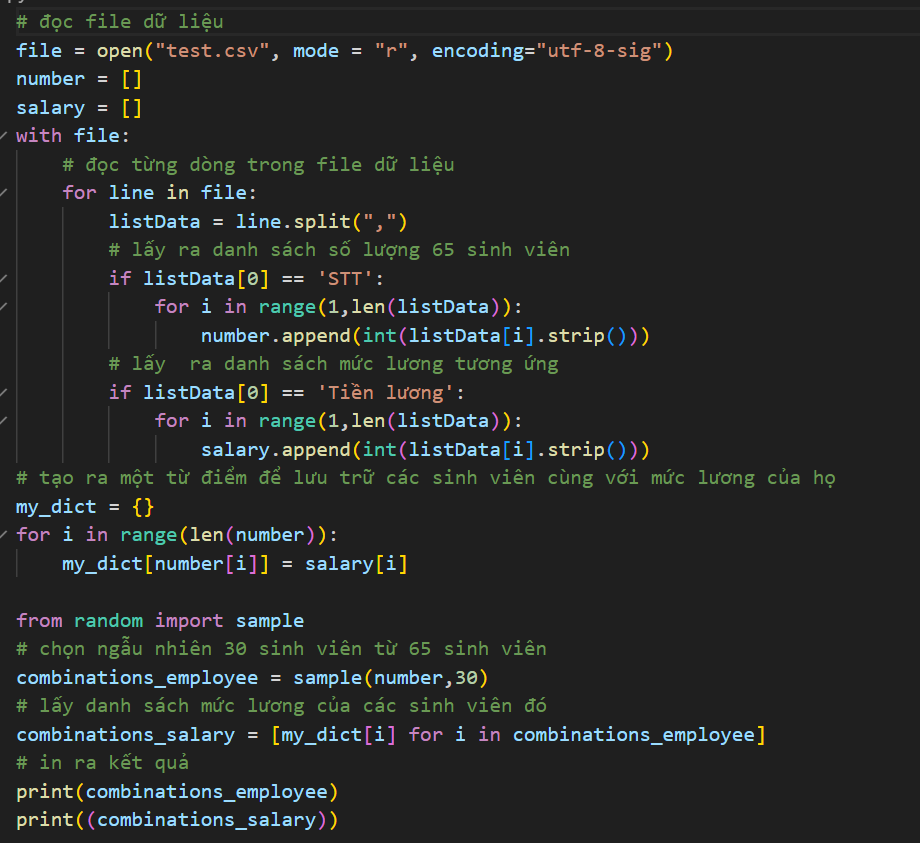 # đọc file dữ liệu
file = open("test.csv", mode = "r", encoding="utf-8-sig")
number = []
salary = []
with file:
    # đọc từng dòng trong file dữ liệu
    for line in file:
        listData = line.split(",")
        # lấy ra danh sách số lượng 65 sinh viên
        if listData[0] == 'STT':
            for i in range(1,len(listData)):
                number.append(int(listData[i].strip()))
        # lấy  ra danh sách mức lương tương ứng
        if listData[0] == 'Tiền lương':
            for i in range(1,len(listData)):
                salary.append(int(listData[i].strip()))
# tạo ra một từ điểm để lưu trữ các sinh viên cùng với mức lương của họ
my_dict = {}
for i in range(len(number)):
    my_dict[number[i]] = salary[i]

from random import sample
# chọn ngẫu nhiên 30 sinh viên từ 65 sinh viên
combinations_employee = sample(number,30)
# lấy danh sách mức lương của các sinh viên đó
combinations_salary = [my_dict[i] for i in combinations_employee]
# in ra kết quả
print(combinations_employee)
print((combinations_salary))